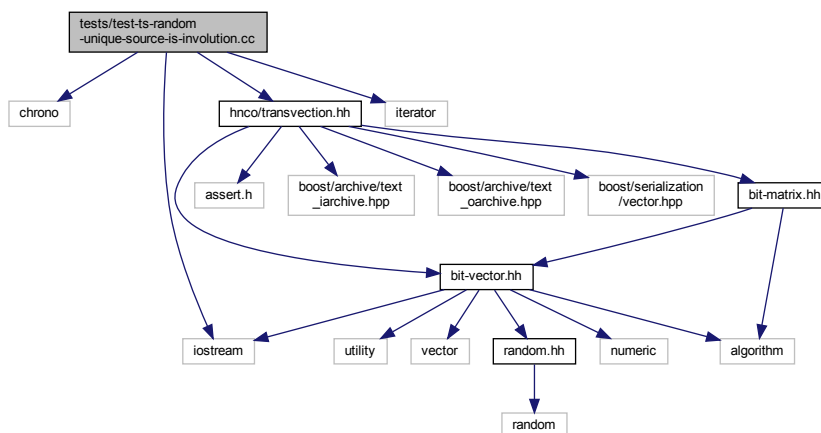 tests/test-ts-random
-unique-source-is-involution.cc
chrono
hnco/transvection.hh
iterator
assert.h
boost/archive/text
_iarchive.hpp
boost/archive/text
_oarchive.hpp
boost/serialization
/vector.hpp
bit-matrix.hh
bit-vector.hh
iostream
utility
vector
random.hh
numeric
algorithm
random